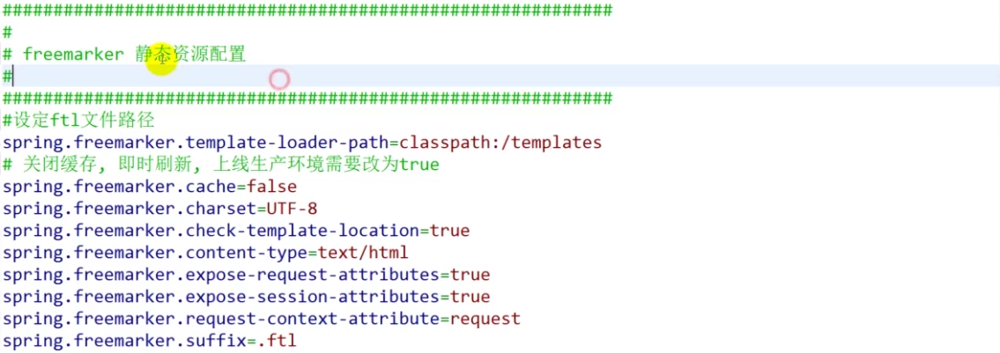 ############################################################
#
# freemarker 静态资源配置
#
############################################################
#设定ftl文件路径
spring.freemarker.template-loader-path=classpath:/templates
# 关闭缓存, 即时刷新, 上线生产环境需要改为true
spring.freemarker.cache=false
spring.freemarker.charset=UTF-8
spring.freemarker.check-template-location=true
spring.freemarker.content-type=text/html
spring.freemarker.expose-request-attributes=true
spring.freemarker.expose-session-attributes=true
spring.freemarker.request-context-attribute=request
spring.freemarker.suffix=.ftl